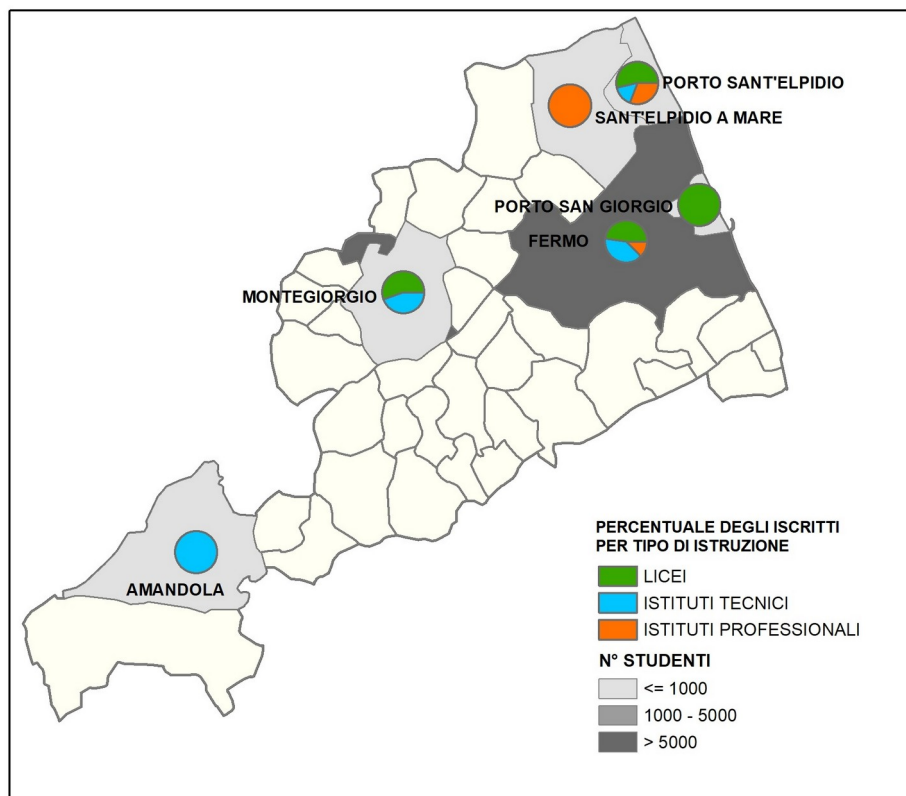 PORTO SANT'ELPIDIO
SANT'ELPIDIO A MARE
PORTO SAN GIORGIO
FERMO
MONTEGIORGIO
AMANDOLA
PERCENTUALE DEGLI ISCRITTI
PER TIPO DI ISTRUZIONE
LICEI
ISTITUTI TECNICI
ISTITUTI PROFESSIONALI
N° STUDENTI
<= 1000
1000 - 5000
> 5000